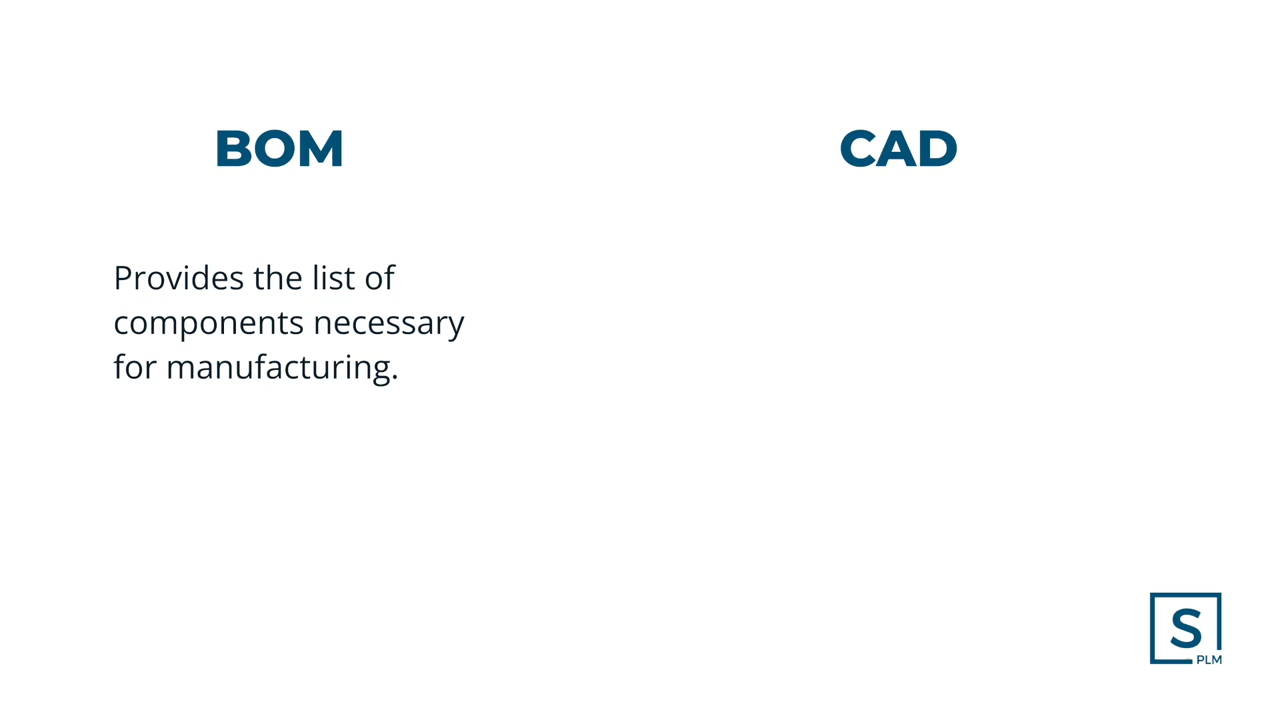 BOM
CAD
Provides the list of
components necessary
for manufacturing.
S
PLM